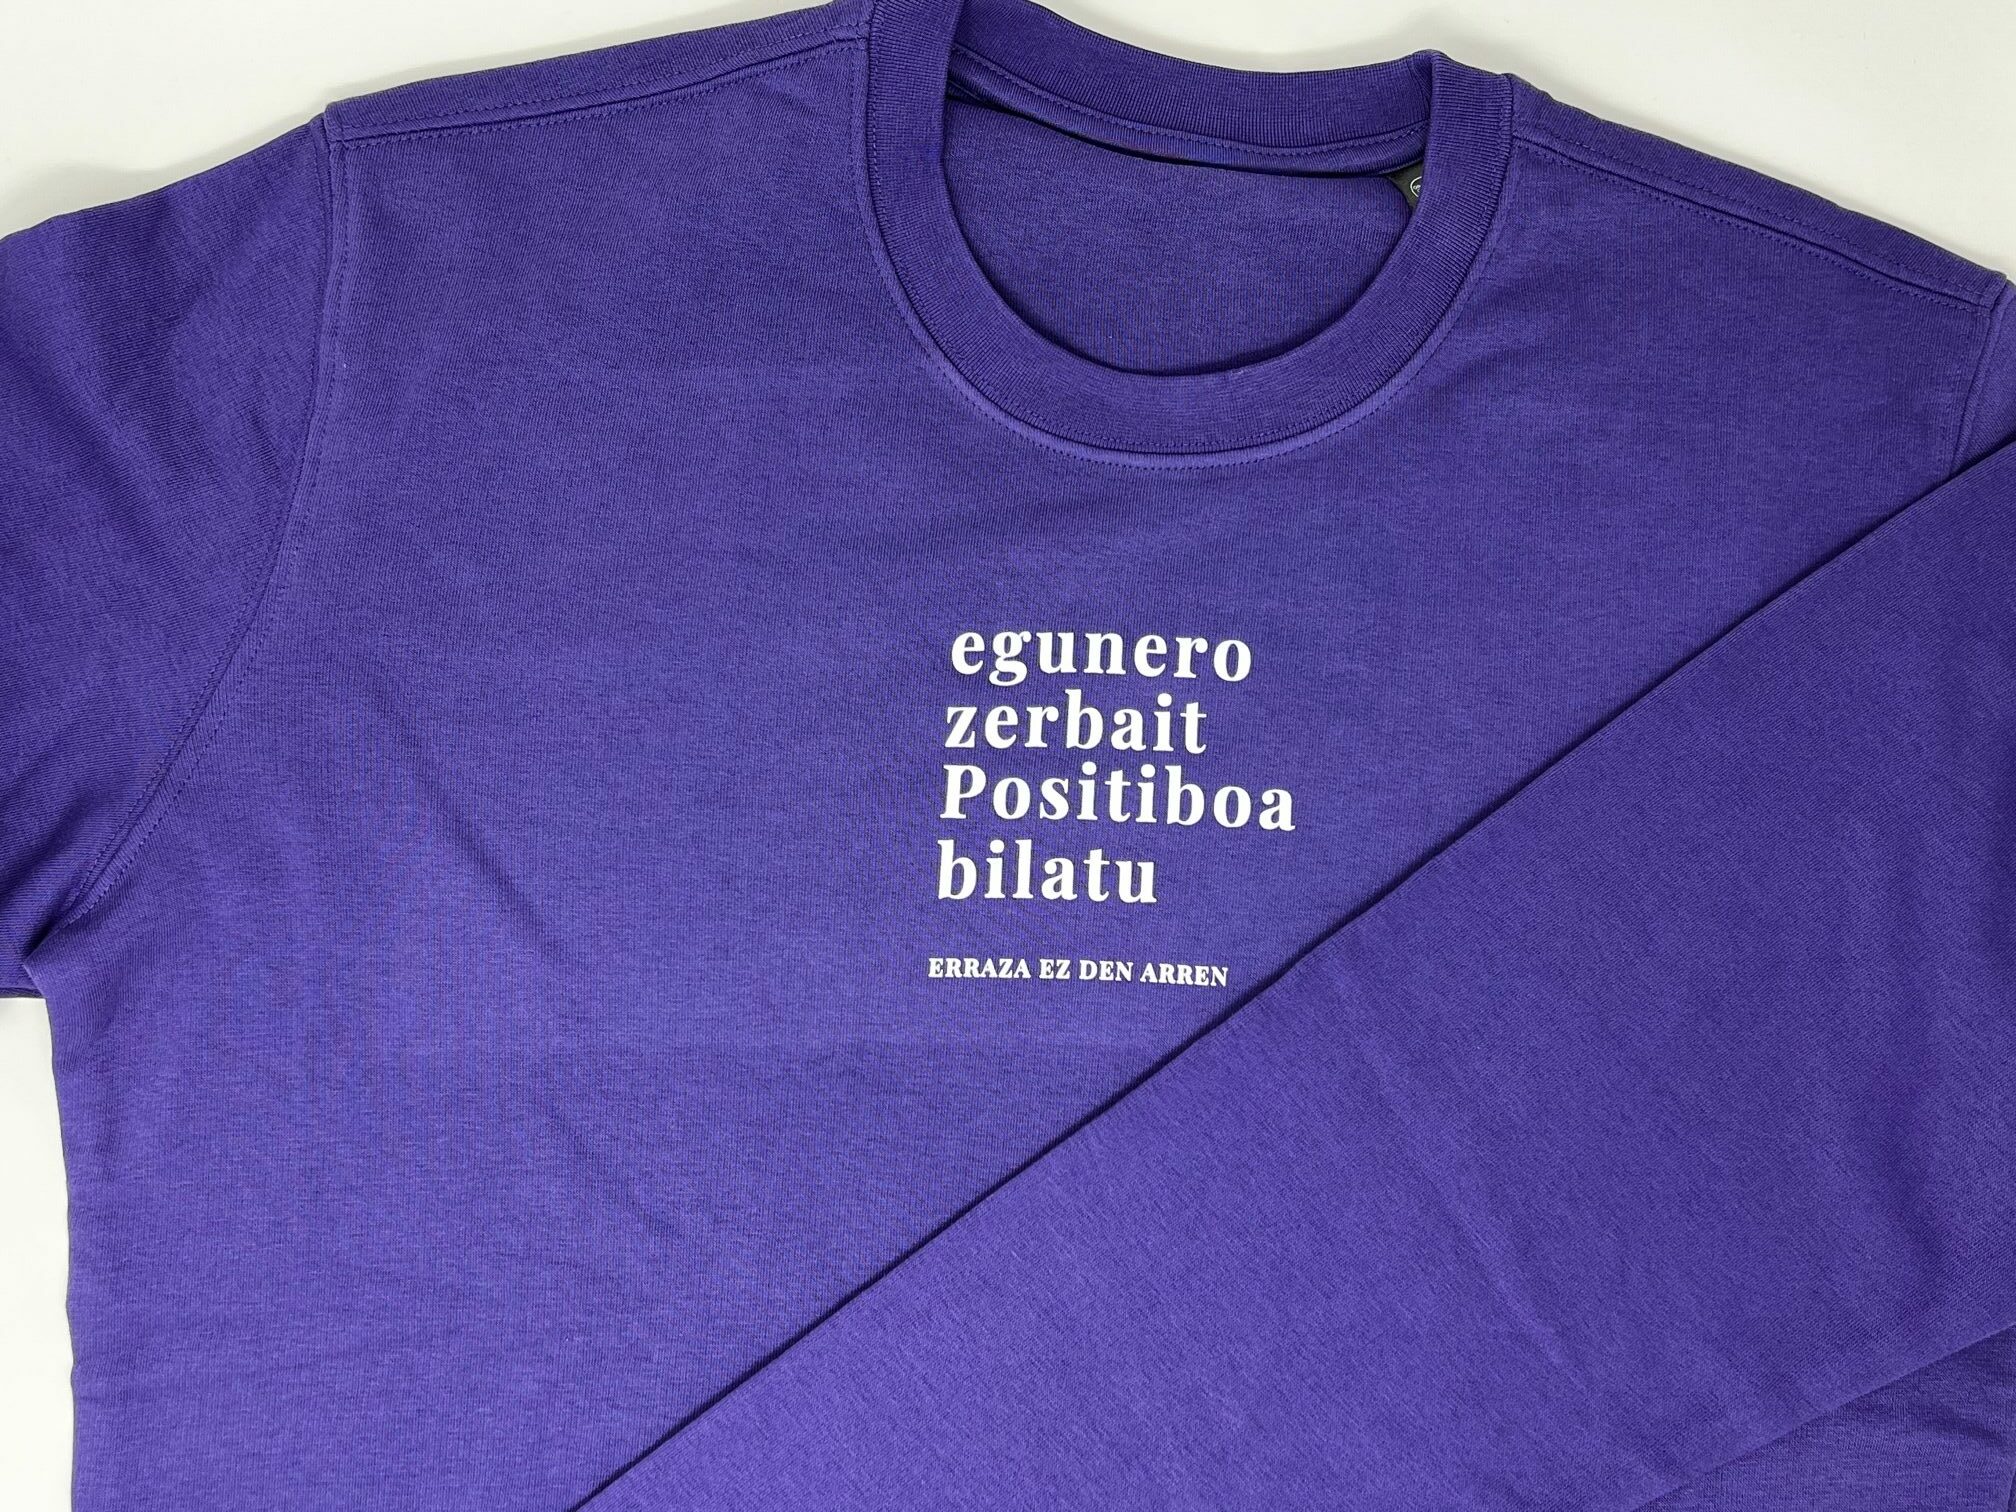 egunero
zerbait
Positiboa
bilatu
ERRAZA EZ DEN ARREN